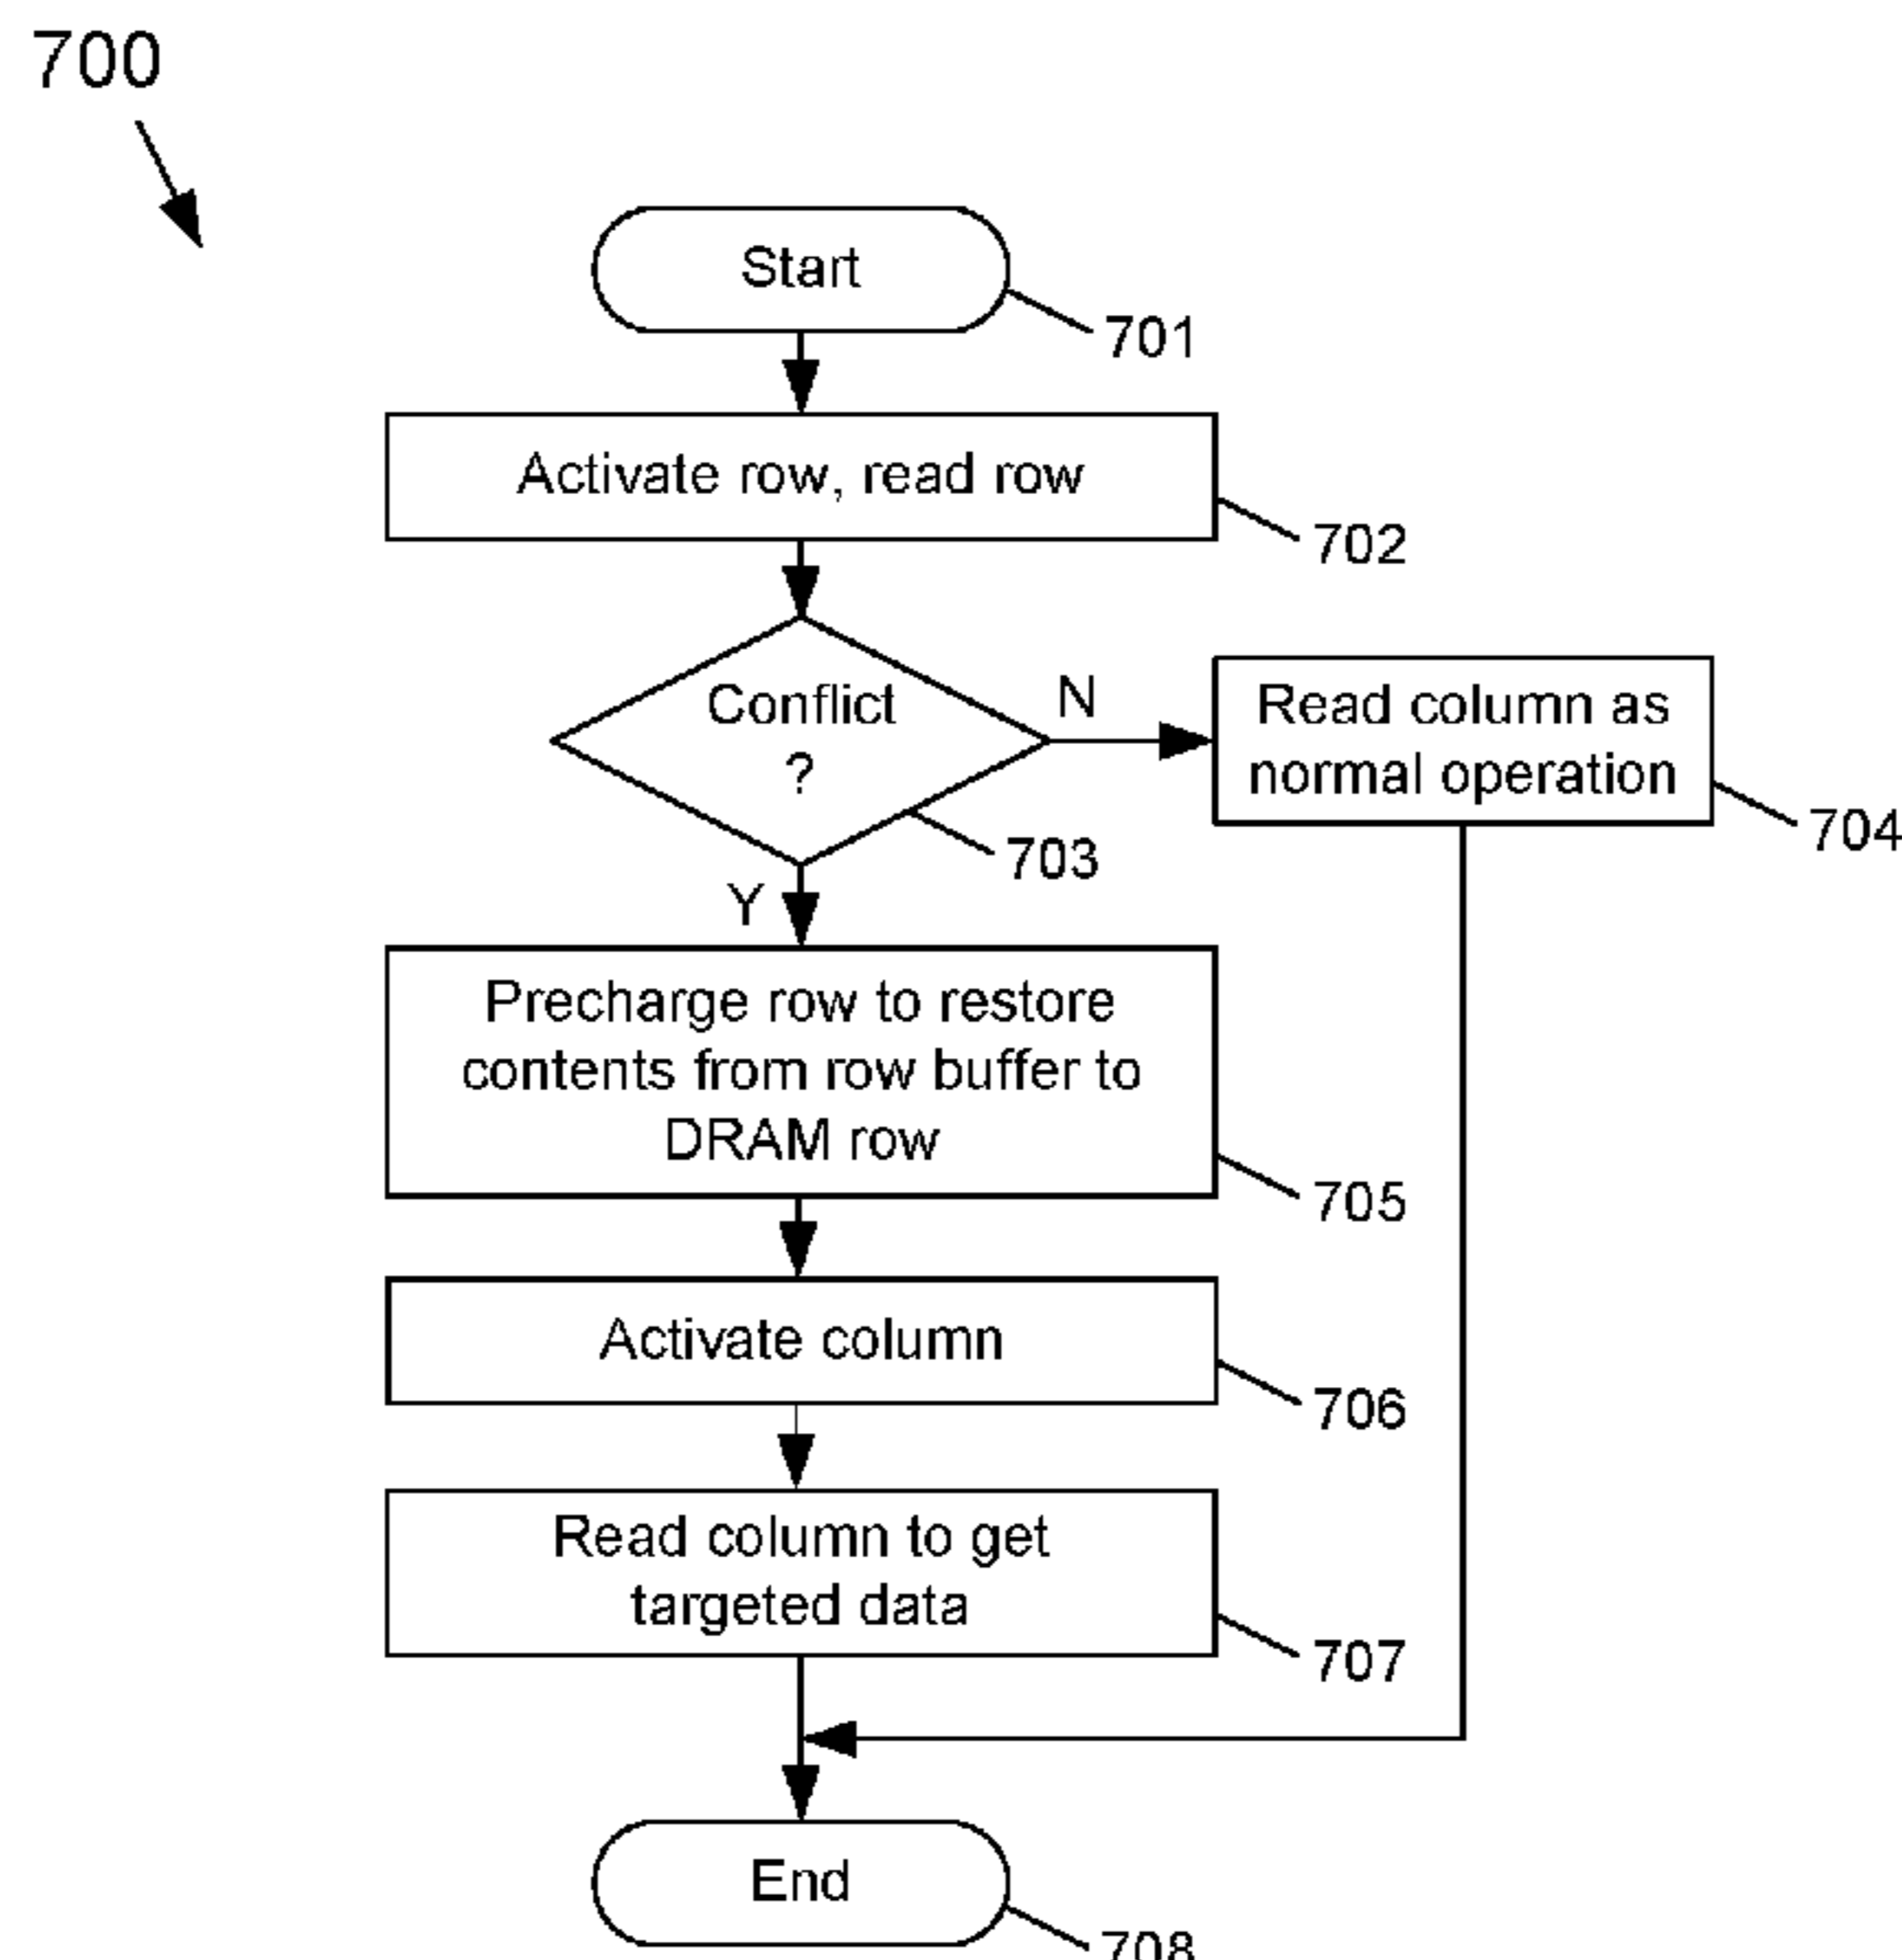 700
Start
701
Activate row, read row
702
Conflict
?
N
Read column as
normal operation
704
703
Y
Precharge row to restore
contents from row buffer to
DRAM row
705
Activate column
706
Read column to get
targeted data
707
End
708